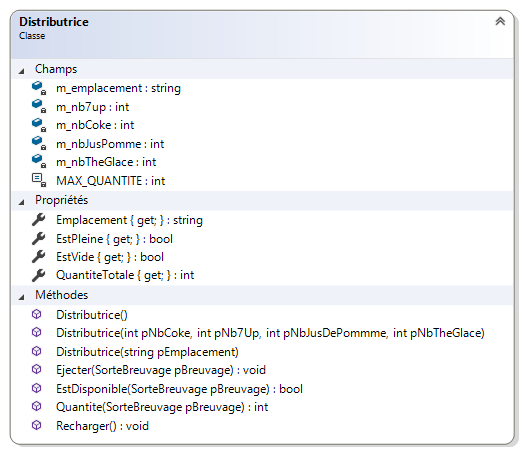 Distributrice
Classe
Champs
m_emplacement : string
m_nb7up : int
m_nbCoke : int
m_nbJusPomme : int
m_nbTheGlace : int
MAX_QUANTITE : int
Propriétés
Emplacement { get; } : string
EstPleine { get; } : bool
EstVide { get; } : bool
QuantiteTotale { get; } : int
Méthodes
Distributrice()
Distributrice(int pNbCoke, int pNb7Up, int pNbJusDePommme, int pNbTheGlace)
Distributrice(string pEmplacement)
Ejecter(SorteBreuvage pBreuvage) : void
EstDisponible(SorteBreuvage pBreuvage) : bool
Quantite(SorteBreuvage pBreuvage) : int
Recharger() : void